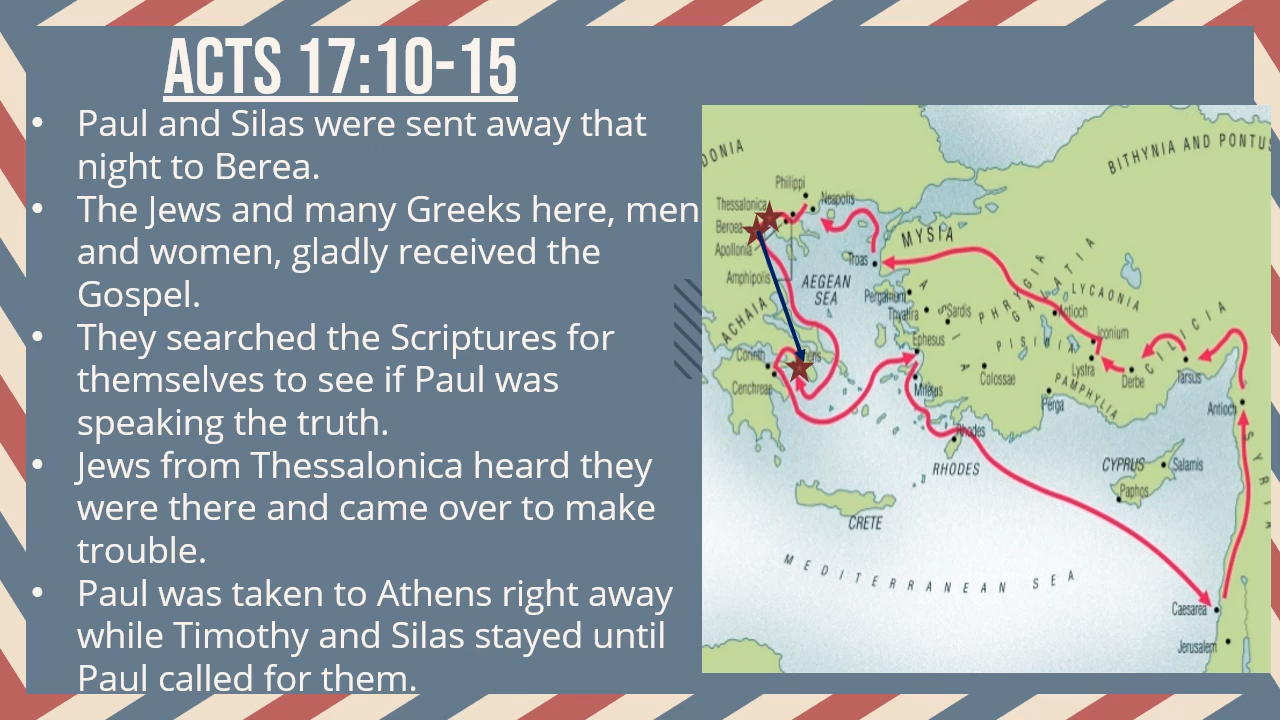 ACTS 17:10-15
• Paul and Silas were sent away that
night to Berea.
• The Jews and many Greeks here, men
and women, gladly received the
Gospel.
• They searched the Scriptures for
themselves to see if Paul was
speaking the truth.
• Jews from Thessalonica heard they
were there and came over to make
trouble.
• Paul was taken to Athens right away
while Timothy and Silas stayed until
Paul called for them.
DONIA
BITHYNIA AND PONTUS
Philippi
Neapolis
Thessalonica
Beroea
Apollonia
Amphipolis
MYSIA
Troas
AEGEAN
SEA
ACHAIA
Pergamum
Thyatira
Sardis
ASIA
PHRYGIA
GALATIA
LYCAONIA
Antioch
Iconium
PISIDIA
CILICIA
Ephesus
Corinth
Cenchreae
Miletus
Colossae
Lystra
Derbe
Tarsus
PAMPHYLIA
Perga
Antioch
SYRIA
Rhodes
RHODES
CYPRUS
Salamis
Paphos
CRETE
MEDITERRANEAN SEA
Caesarea
Jerusalem